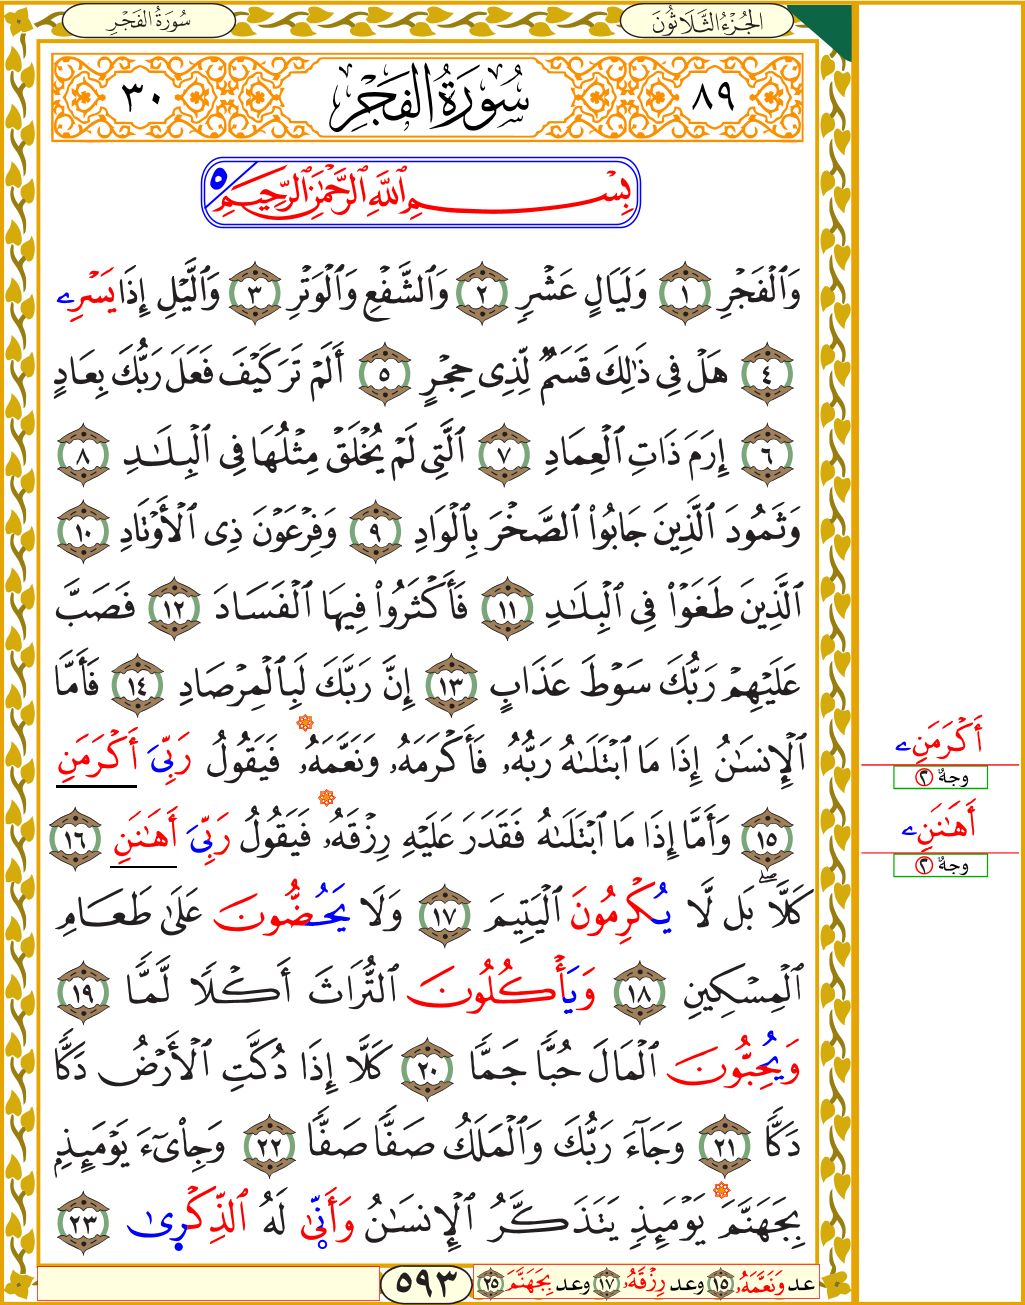 سُورَةُ الفَجْرِ
الجُزْءُ الثَّلَاثُونَ
٨٩ سُورَةُ الفَجْرِ ٣٠
بِسْمِ ٱللَّهِ ٱلرَّحْمَٰنِ ٱلرَّحِيمِ ٥
وَٱلْفَجْرِ ١ وَلَيَالٍ عَشْرٍ ٢ وَٱلشَّفْعِ وَٱلْوَتْرِ ٣ وَٱلَّيْلِ إِذَا يَسْرِۦ
٤ هَلْ فِى ذَٰلِكَ قَسَمٌ لِّذِى حِجْرٍ ٥ أَلَمْ تَرَ كَيْفَ فَعَلَ رَبُّكَ بِعَادٍ
٦ إِرَمَ ذَاتِ ٱلْعِمَادِ ٧ ٱلَّتِى لَمْ يُخْلَقْ مِثْلُهَا فِى ٱلْبِلَـٰدِ ٨
وَثَمُودَ ٱلَّذِينَ جَابُوا۟ ٱلصَّخْرَ بِٱلْوَادِ ٩ وَفِرْعَوْنَ ذِى ٱلْأَوْتَادِ ١٠
ٱلَّذِينَ طَغَوْا۟ فِى ٱلْبِلَـٰدِ ١١ فَأَكْثَرُوا۟ فِيهَا ٱلْفَسَادَ ١٢ فَصَبَّ
عَلَيْهِمْ رَبُّكَ سَوْطَ عَذَابٍ ١٣ إِنَّ رَبَّكَ لَبِٱلْمِرْصَادِ ١٤ فَأَمَّا
ٱلْإِنسَـٰنُ إِذَا مَا ٱبْتَلَىٰهُ رَبُّهُۥ فَأَكْرَمَهُۥ وَنَعَّمَهُۥ فَيَقُولُ رَبِّىَ أَكْرَمَنِ
١٥ وَأَمَّا إِذَا مَا ٱبْتَلَىٰهُ فَقَدَرَ عَلَيْهِ رِزْقَهُۥ فَيَقُولُ رَبِّىَ أَهَـٰنَنِ ١٦
كَلَّاۖ بَل لَّا يُكْرِمُونَ ٱلْيَتِيمَ ١٧ وَلَا يَحُضُّونَ عَلَىٰ طَعَامِ
ٱلْمِسْكِينِ ١٨ وَيَأْكُلُونَ ٱلتُّرَاثَ أَكْلًا لَّمًّا ١٩
وَيُحِبُّونَ ٱلْمَالَ حُبًّا جَمًّا ٢٠ كَلَّا إِذَا دُكَّتِ ٱلْأَرْضُ دَكًّا
دَكًّا ٢١ وَجَاءَ رَبُّكَ وَٱلْمَلَكُ صَفًّا صَفًّا ٢٢ وَجِا۟ىٓءَ يَوْمَئِذٍ
بِجَهَنَّمَ يَوْمَئِذٍ يَتَذَكَّرُ ٱلْإِنسَـٰنُ وَأَنَّىٰ لَهُ ٱلذِّكْرَىٰ ٢٣
أَكْرَمَنِۦ
وجهٌ ٢
أَهَـٰنَنِۦ
وجهٌ ٢
عد وَنَعَّمَهُۥ ١٥ وعد رِزْقَهُۥ ١٧ وعد بِجَهَنَّمَ ٢٥
٥٩٣